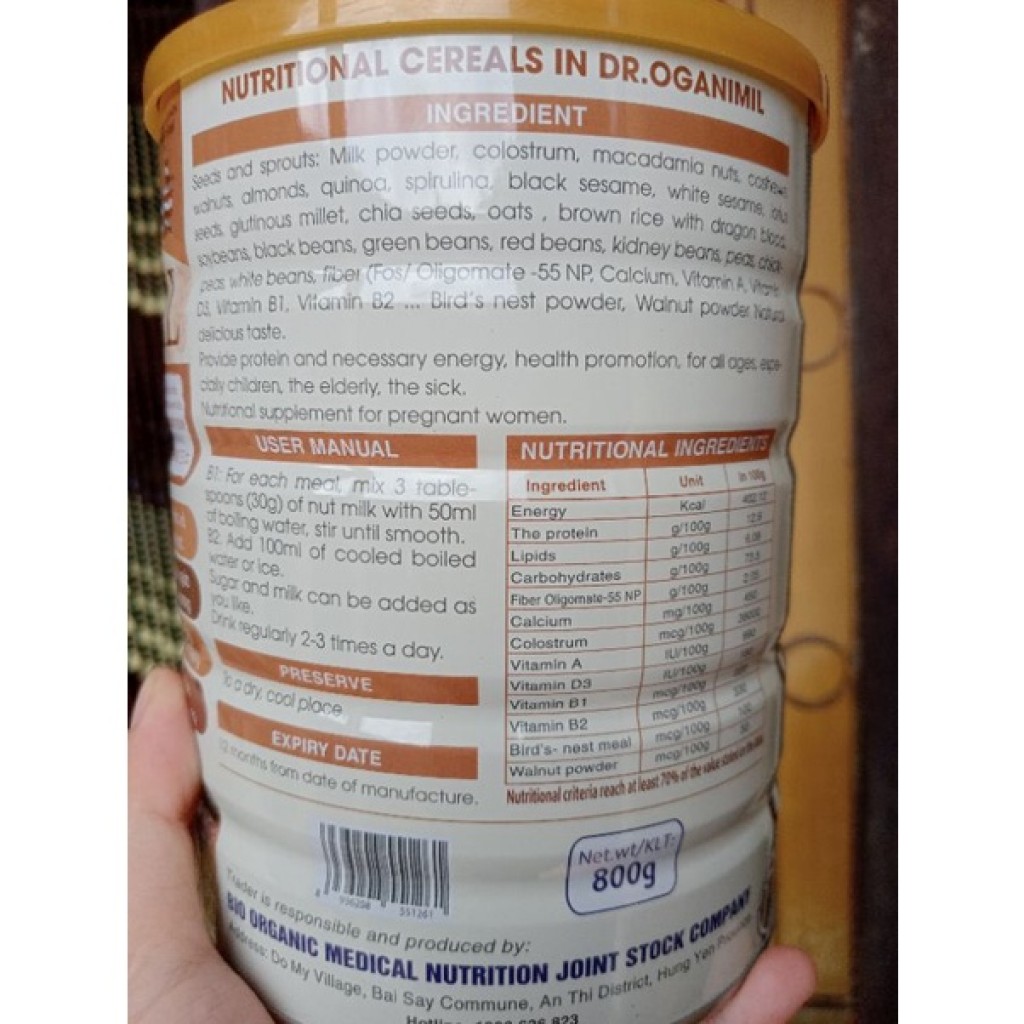 NUTRITIONAL CEREALS IN DR.OGANIMIL
INGREDIENT
Seeds and sprouts: Milk powder, colostrum, macadamia nuts, cashews,
walnuts, almonds, quinoa, spirulina, black sesame, white sesame, lotus
seeds, glutinous millet, chia seeds, oats , brown rice with dragon blood,
soybeans, black beans, green beans, red beans, kidney beans, peas, chick-
peas, white beans, fiber (Fos/ Oligomate -55 NP, Calcium, Vitamin A, Vitamin
D3, Vitamin B1, Vitamin B2 ... Bird's nest powder, Walnut powder. Natural
delicious taste.
Provide protein and necessary energy, health promotion, for all ages, espe-
cially children, the elderly, the sick.
Nutritional supplement for pregnant women.
USER MANUAL
B1: For each meal, mix 3 table-
spoons (30g) of nut milk with 50ml
of boiling water, stir until smooth.
B2: Add 100ml of cooled boiled
water or ice.
Sugar and milk can be added as
you like.
Drink regularly 2-3 times a day.
PRESERVE
To a dry, cool place
EXPIRY DATE
12 months from date of manufacture.
NUTRITIONAL INGREDIENTS
Ingredient Unit In 100g
Energy Kcal
The protein g/100g
Lipids g/100g
Carbohydrates g/100g
Fiber Oligomate-55 NP g/100g
Calcium mg/100g
Colostrum mcg/100g
Vitamin A IU/100g
Vitamin D3 IU/100g
Vitamin B1 mcg/100g
Vitamin B2 mcg/100g
Bird's- nest meal mcg/100g
Walnut powder mcg/100g
Nutritional criteria reach at least 70% of the value stated on the
Net.wt/KLT:
800g
Trader is responsible and produced by:
BIO ORGANIC MEDICAL NUTRITION JOINT STOCK COMPANY
Address: Do My Village, Bai Say Commune, An Thi District, Hung Yen Province